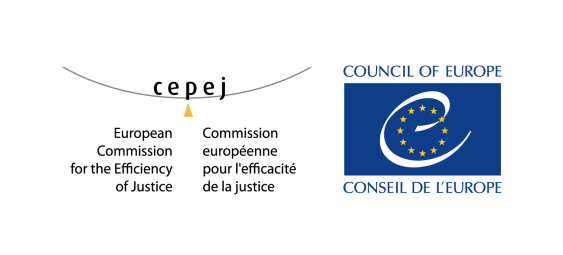 cepej
European
Commission
for the Efficiency
of Justice
Commission
européenne
pour l'efficacité
de la justice
COUNCIL OF EUROPE
CONSEIL DE L'EUROPE